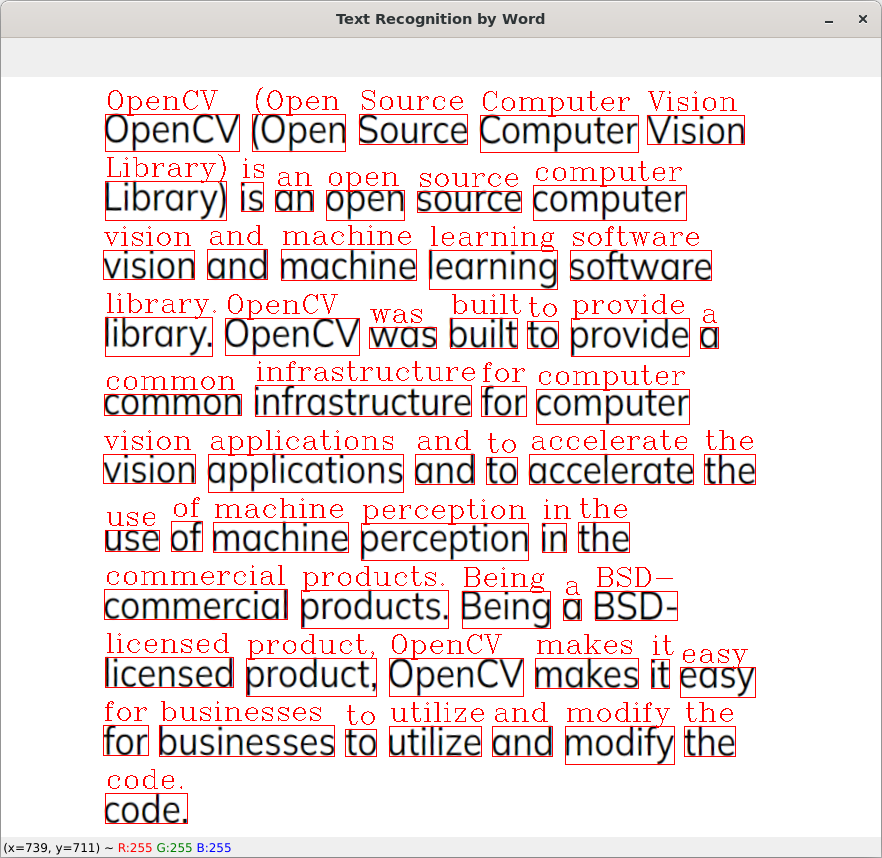 Text Recognition by Word
OpenCV (Open Source Computer Vision
OpenCV (Open Source Computer Vision
Library) is an open source computer
Library) is an open source computer
vision and machine learning software
vision and machine learning software
library. OpenCV was built to provide a
library. OpenCV was built to provide a
common infrastructure for computer
common infrastructure for computer
vision applications and to accelerate the
vision applications and to accelerate the
use of machine perception in the
use of machine perception in the
commercial products. Being a BSD-
commercial products. Being a BSD-
licensed product, OpenCV makes it easy
licensed product, OpenCV makes it easy
for businesses to utilize and modify the
for businesses to utilize and modify the
code.
code.
(x=739, y=711) ~ R:255 G:255 B:255